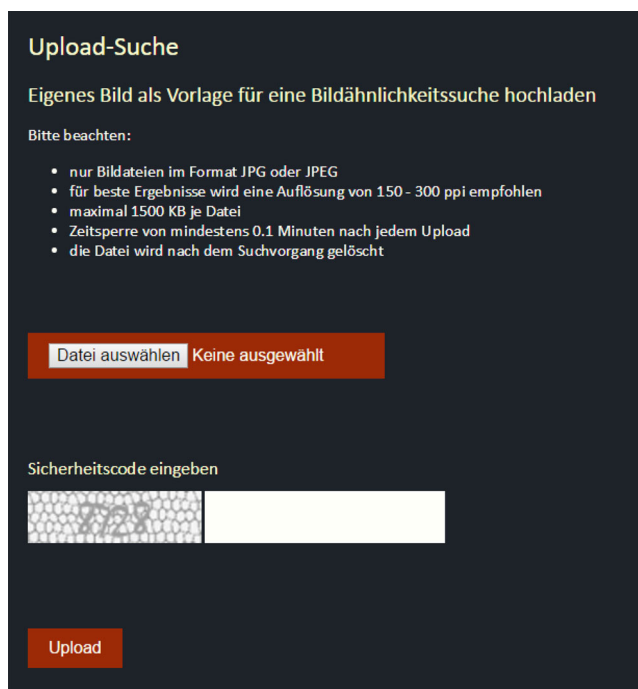 Upload-Suche
Eigenes Bild als Vorlage für eine Bildähnlichkeitssuche hochladen
Bitte beachten:
nur Bildateien im Format JPG oder JPEG
für beste Ergebnisse wird eine Auflösung von 150 - 300 ppi empfohlen
maximal 1500 KB je Datei
Zeitsperre von mindestens 0.1 Minuten nach jedem Upload
die Datei wird nach dem Suchvorgang gelöscht
Datei auswählen Keine ausgewählt
Sicherheitscode eingeben
Upload